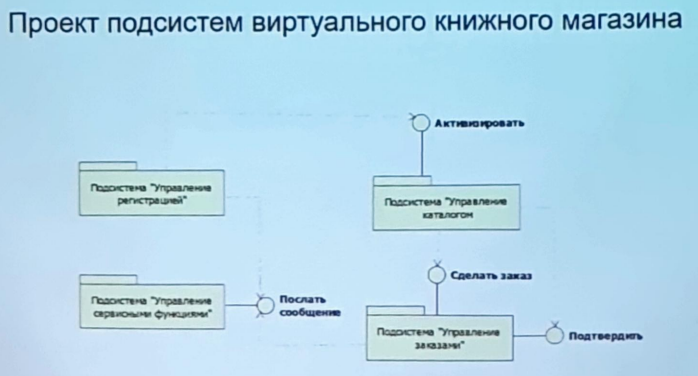 Проект подсистем виртуального книжного магазина
Активизировать
Подсистема "Управление
регистрацией"
Подсистема "Управление
каталогом
Сделать заказ
Подсистема "Управление
сервисными функциями"
Послать
сообщение
Подсистема "Управление
заказами"
Подтвердить